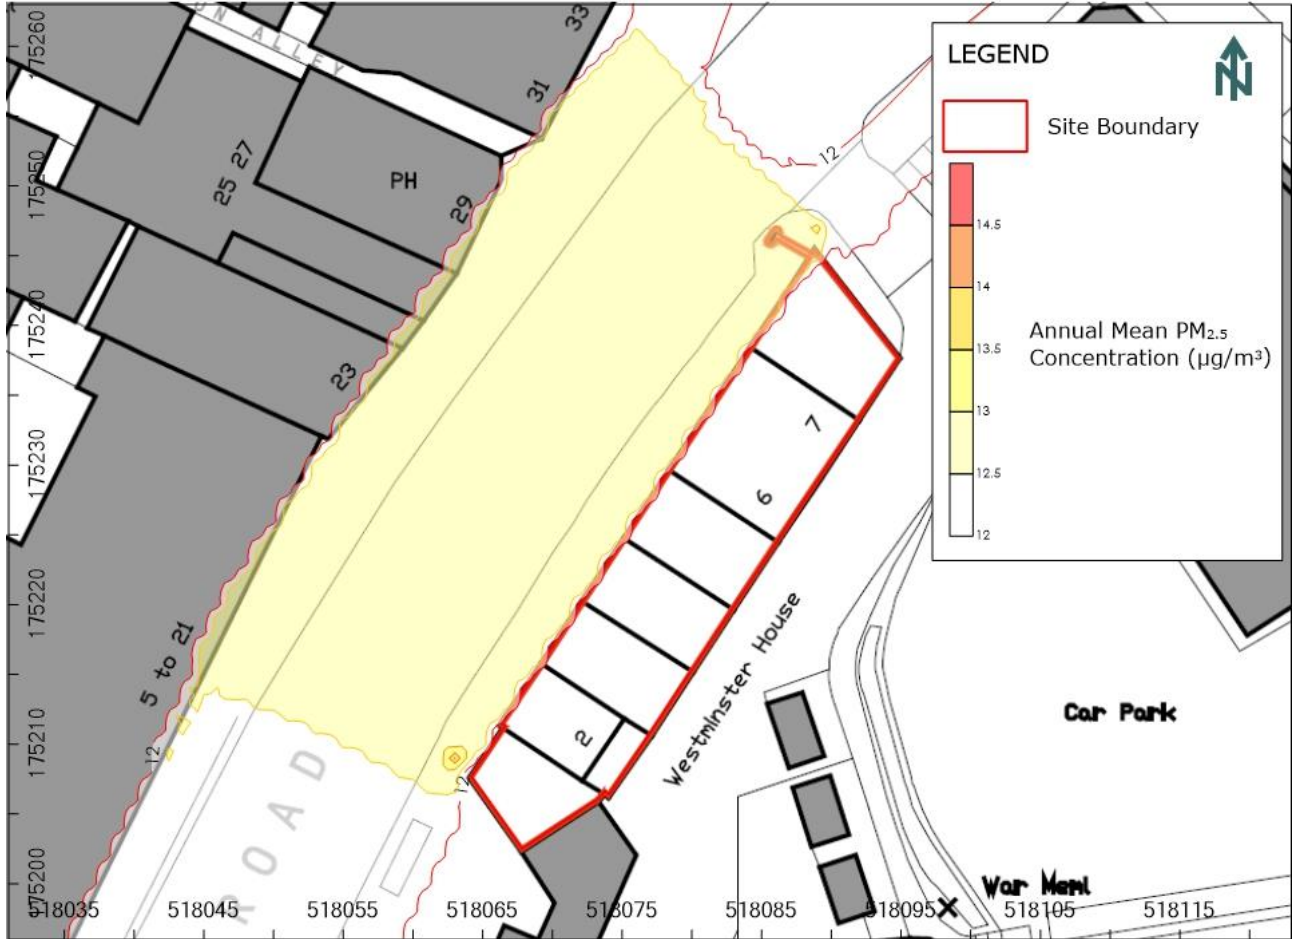 LEGEND
Site Boundary
14.5
14
13.5
13
12.5
12
Annual Mean PM₂.₅
Concentration (µg/m³)
N
175260
175250
175240
175230
175220
175210
175200
518035
518045
518055
518065
518075
518085
518095
518105
518115
UN ALLEY
33
31
PH
29
25 27
23
5 to 21
12
12
12
ROAD
7
6
2
Westminster House
Car Park
War Meml